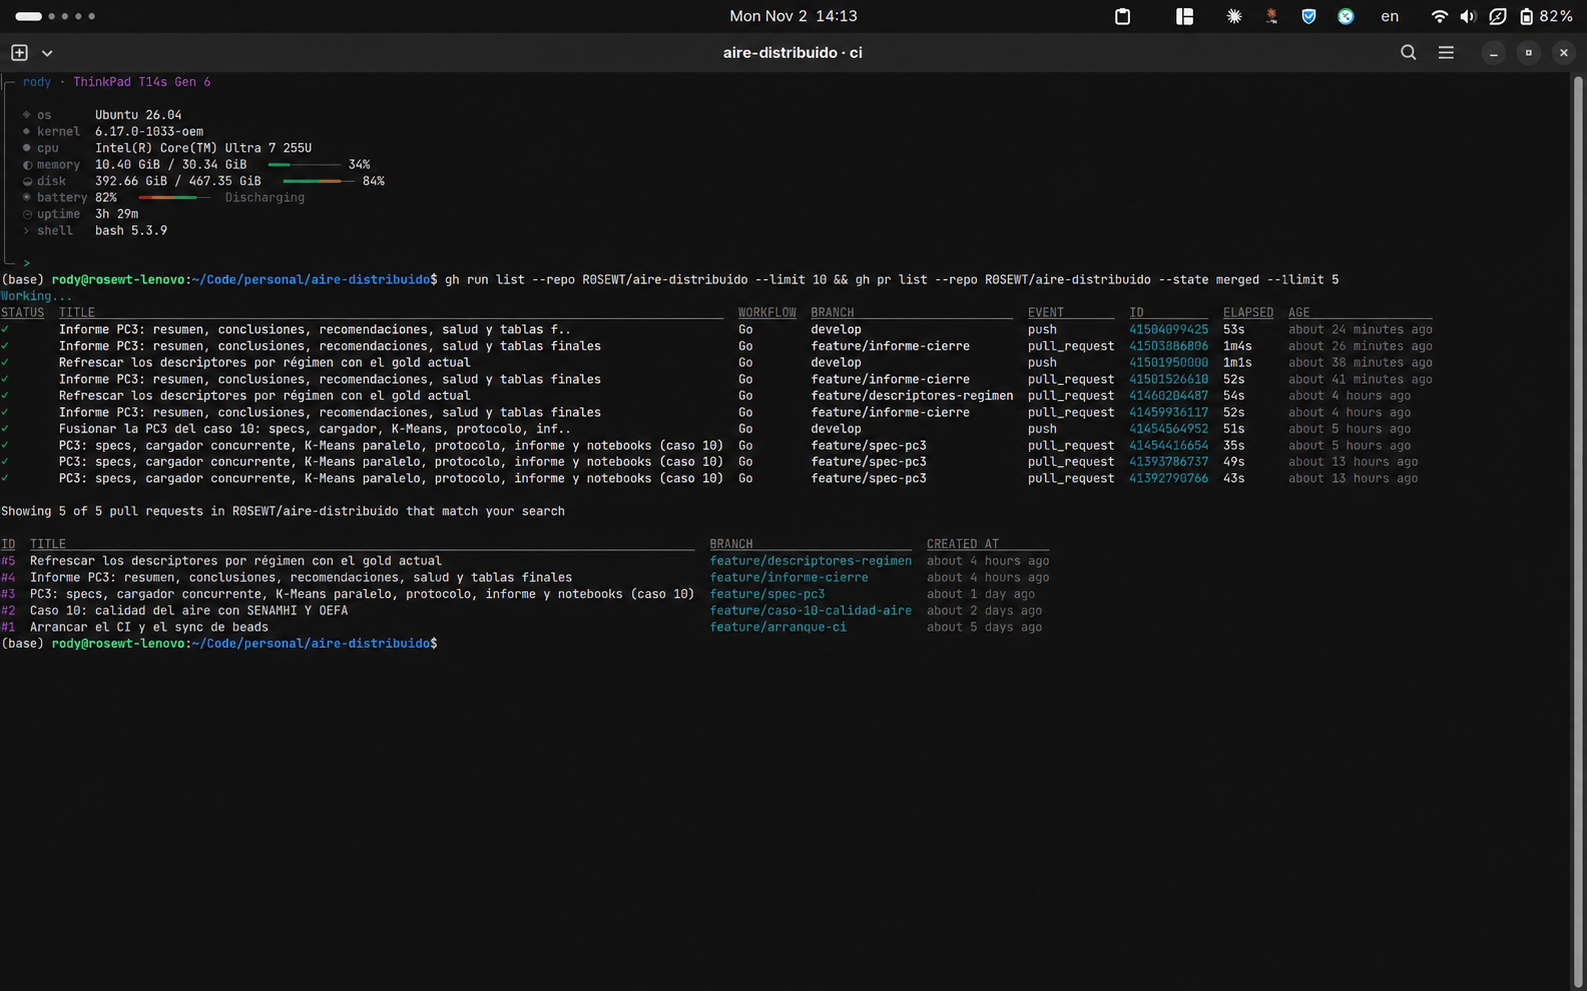 Mon Nov 2 14:13
en
82%
aire-distribuido · ci
rody · ThinkPad T14s Gen 6
os Ubuntu 26.04
kernel 6.17.0-1033-oem
cpu Intel(R) Core(TM) Ultra 7 255U
memory 10.40 GiB / 30.34 GiB 34%
disk 392.66 GiB / 467.35 GiB 84%
battery 82% Discharging
uptime 3h 29m
shell bash 5.3.9
>
(base) rody@rosewt-lenovo:~/Code/personal/aire-distribuido$ gh run list --repo R0SEWT/aire-distribuido --limit 10 && gh pr list --repo R0SEWT/aire-distribuido --state merged --limit 5
Working...
STATUS TITLE WORKFLOW BRANCH EVENT ID ELAPSED AGE
✓ Informe PC3: resumen, conclusiones, recomendaciones, salud y tablas f.. Go develop push 41504099425 53s about 24 minutes ago
✓ Informe PC3: resumen, conclusiones, recomendaciones, salud y tablas finales Go feature/informe-cierre pull_request 41503886806 1m4s about 26 minutes ago
✓ Refrescar los descriptores por régimen con el gold actual Go develop push 41501950000 1m1s about 38 minutes ago
✓ Informe PC3: resumen, conclusiones, recomendaciones, salud y tablas finales Go feature/informe-cierre pull_request 41501526610 52s about 41 minutes ago
✓ Refrescar los descriptores por régimen con el gold actual Go feature/descriptores-regimen pull_request 41460204487 54s about 4 hours ago
✓ Informe PC3: resumen, conclusiones, recomendaciones, salud y tablas finales Go feature/informe-cierre pull_request 41459936117 52s about 4 hours ago
✓ Fusionar la PC3 del caso 10: specs, cargador, K-Means, protocolo, inf.. Go develop push 41454564952 51s about 5 hours ago
✓ PC3: specs, cargador concurrente, K-Means paralelo, protocolo, informe y notebooks (caso 10) Go feature/spec-pc3 pull_request 41454416654 35s about 5 hours ago
✓ PC3: specs, cargador concurrente, K-Means paralelo, protocolo, informe y notebooks (caso 10) Go feature/spec-pc3 pull_request 41393786737 49s about 13 hours ago
✓ PC3: specs, cargador concurrente, K-Means paralelo, protocolo, informe y notebooks (caso 10) Go feature/spec-pc3 pull_request 41392790766 43s about 13 hours ago
Showing 5 of 5 pull requests in R0SEWT/aire-distribuido that match your search
ID TITLE BRANCH CREATED AT
#5 Refrescar los descriptores por régimen con el gold actual feature/descriptores-regimen about 4 hours ago
#4 Informe PC3: resumen, conclusiones, recomendaciones, salud y tablas finales feature/informe-cierre about 4 hours ago
#3 PC3: specs, cargador concurrente, K-Means paralelo, protocolo, informe y notebooks (caso 10) feature/spec-pc3 about 1 day ago
#2 Caso 10: calidad del aire con SENAMHI Y OEFA feature/caso-10-calidad-aire about 2 days ago
#1 Arrancar el CI y el sync de beads feature/arranque-ci about 5 days ago
(base) rody@rosewt-lenovo:~/Code/personal/aire-distribuido$